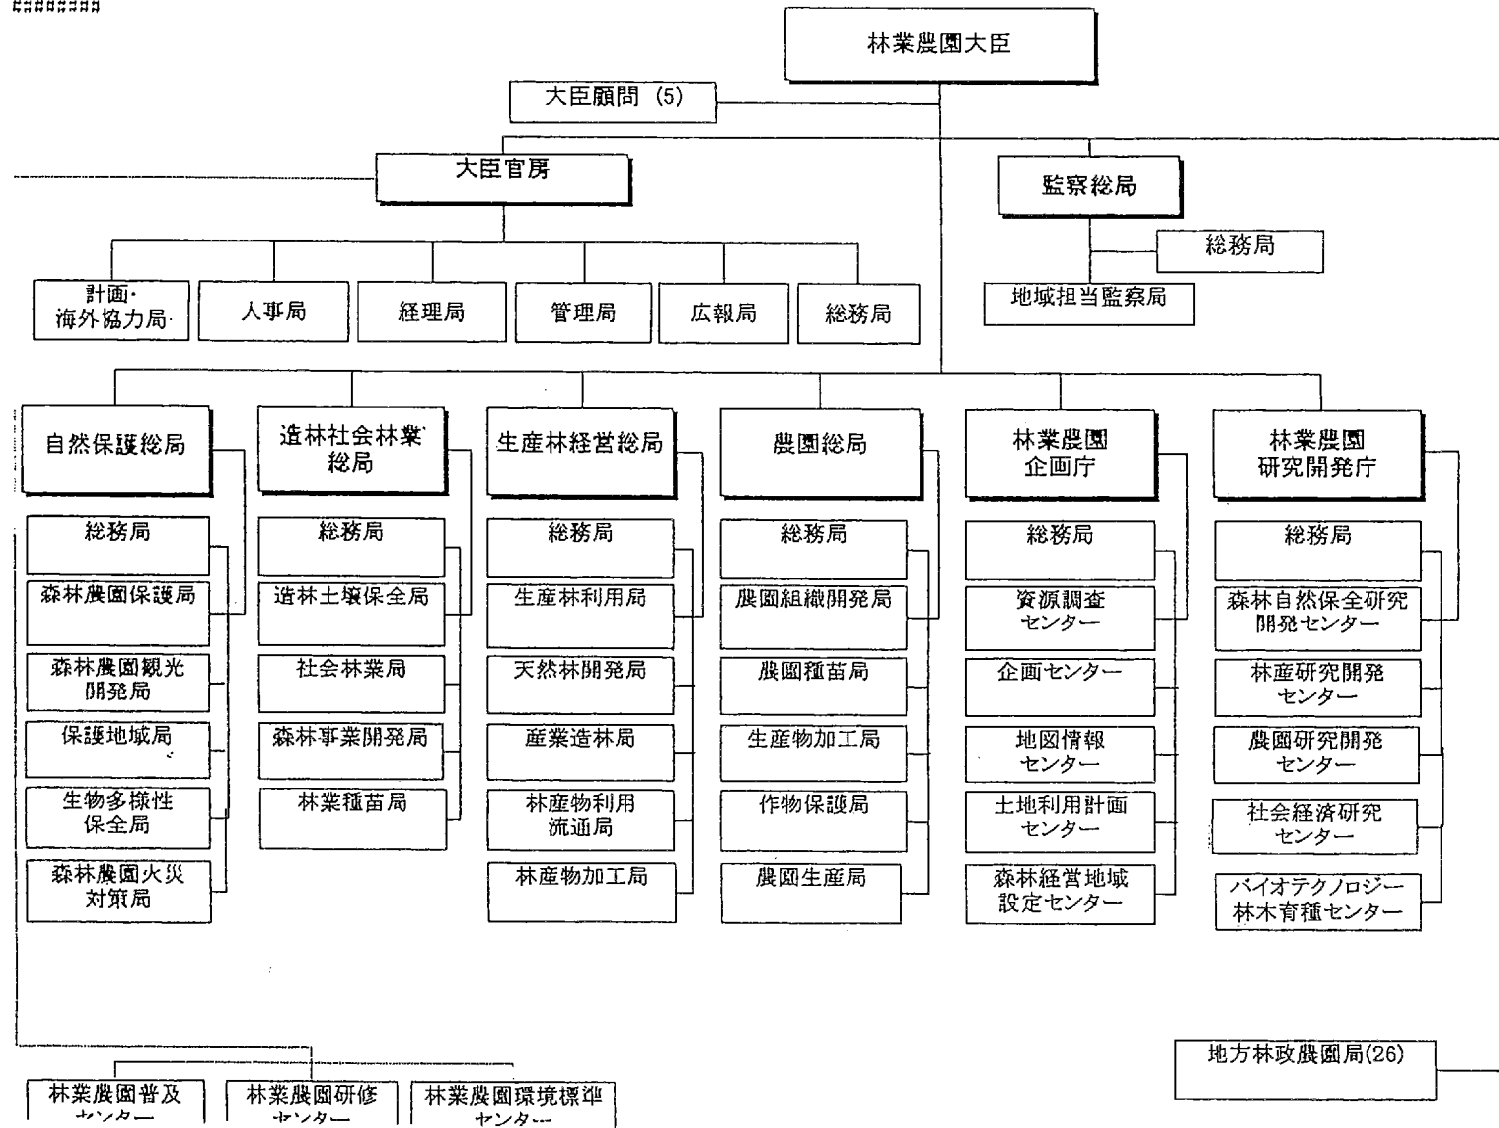 林業農園大臣
大臣顧問 (5)
大臣官房
監察総局
総務局
地域担当監察局
計画・
海外協力局
人事局
経理局
管理局
広報局
総務局
自然保護総局
総務局
森林農園保護局
森林農園観光
開発局
保護地域局
生物多様性
保全局
森林農園火災
対策局
造林社会林業
総局
総務局
造林土壌保全局
社会林業局
森林事業開発局
林業種苗局
生産林経営総局
総務局
生産林利用局
天然林開発局
産業造林局
林産物利用
流通局
林産物加工局
農園総局
総務局
農園組織開発局
農園種苗局
生産物加工局
作物保護局
農園生産局
林業農園
企画庁
総務局
資源調査
センター
企画センター
地図情報
センター
土地利用計画
センター
森林経営地域
設定センター
林業農園
研究開発庁
総務局
森林自然保全研究
開発センター
林産研究開発
センター
農園研究開発
センター
社会経済研究
センター
バイオテクノロジー
林木育種センター
地方林政農園局(26)
林業農園普及
センター
林業農園研修
センター
林業農園環境標準
センター